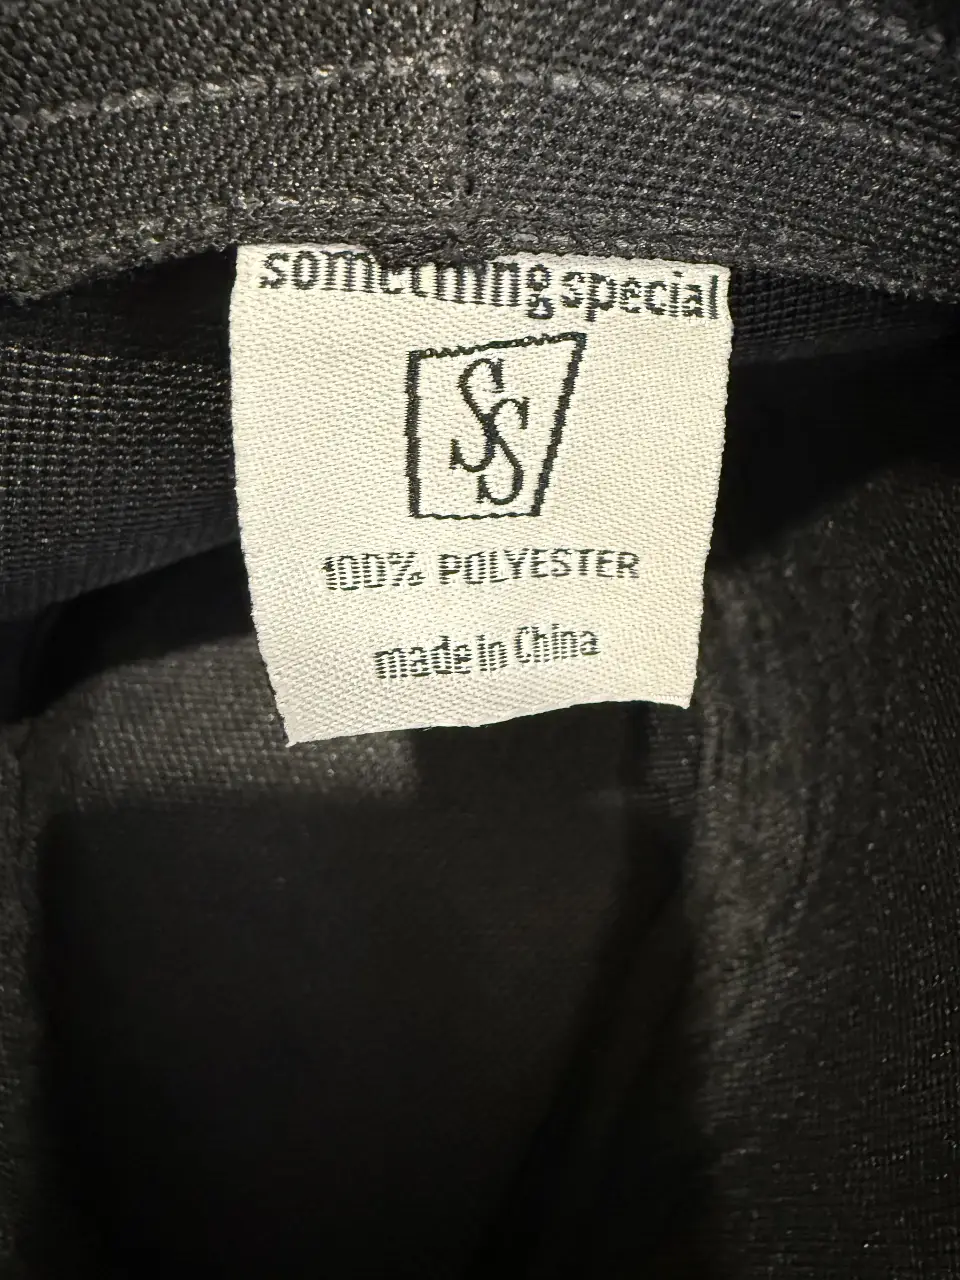 something special
SS
100% POLYESTER
made in China